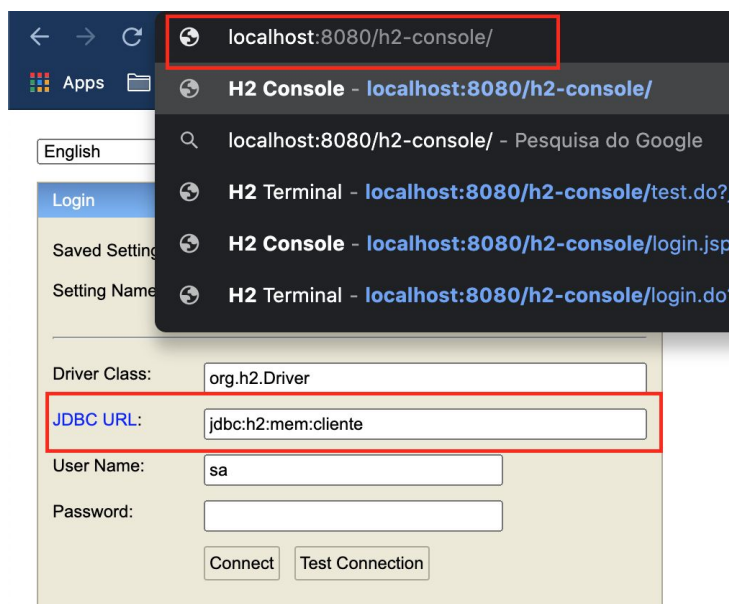 localhost:8080/h2-console/
Apps
H2 Console - localhost:8080/h2-console/
localhost:8080/h2-console/ - Pesquisa do Google
H2 Terminal - localhost:8080/h2-console/test.do?
H2 Console - localhost:8080/h2-console/login.jsp
H2 Terminal - localhost:8080/h2-console/login.do?
English
Login
Saved Setting
Setting Name
Driver Class: org.h2.Driver
JDBC URL: jdbc:h2:mem:cliente
User Name: sa
Password:
Connect Test Connection